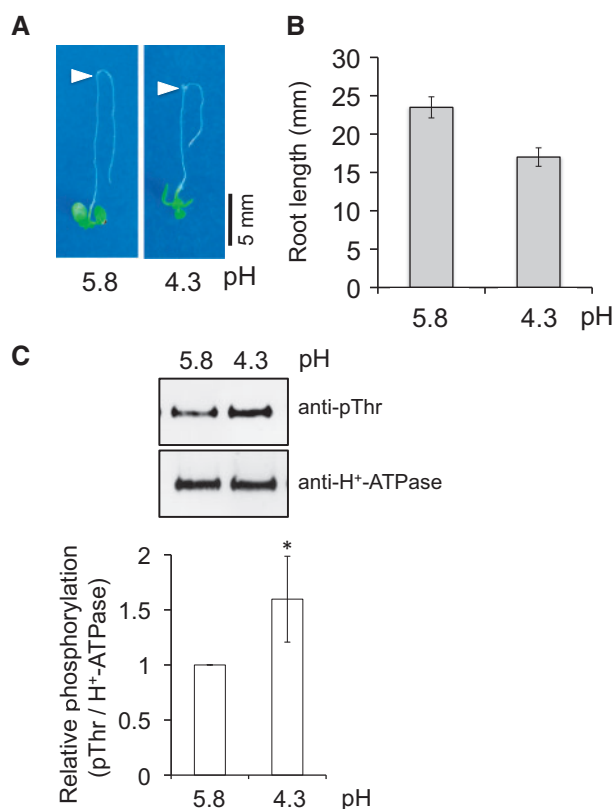 A
5.8 4.3 pH
5 mm
B
Root length (mm)
30
25
20
15
10
5
0
5.8 4.3 pH
C
5.8 4.3 pH
anti-pThr
anti-H⁺-ATPase
Relative phosphorylation
(pThr / H⁺-ATPase)
2
1.5
1
0.5
0
*
5.8 4.3 pH